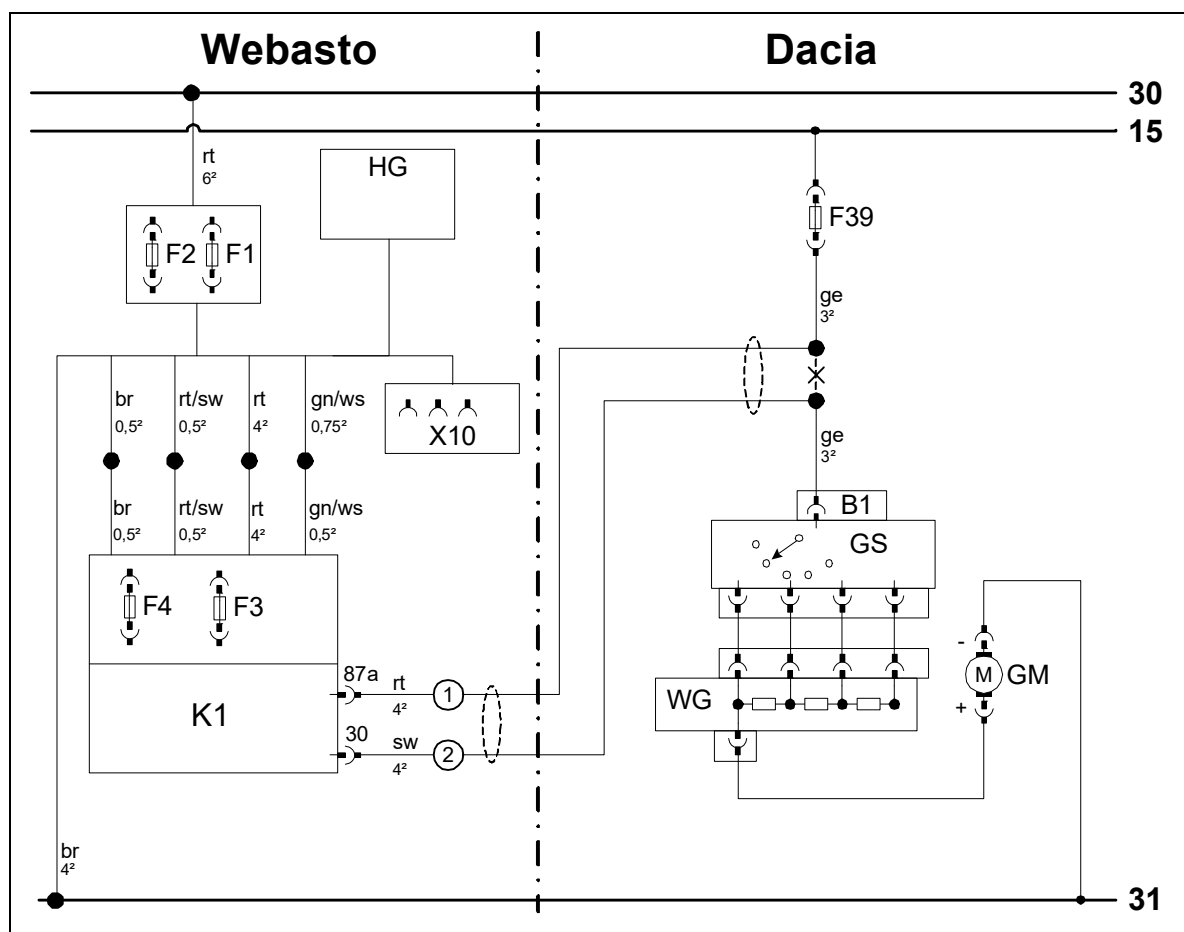 Webasto
Dacia
30
15
rt
6²
HG
F2
F1
F39
ge
3²
br
0,5²
rt/sw
0,5²
rt
4²
gn/ws
0,75²
X10
ge
3²
br
0,5²
rt/sw
0,5²
rt
4²
gn/ws
0,5²
B1
GS
F4
F3
K1
87a
rt
4²
1
30
sw
4²
2
WG
-
M
GM
+
br
4²
31